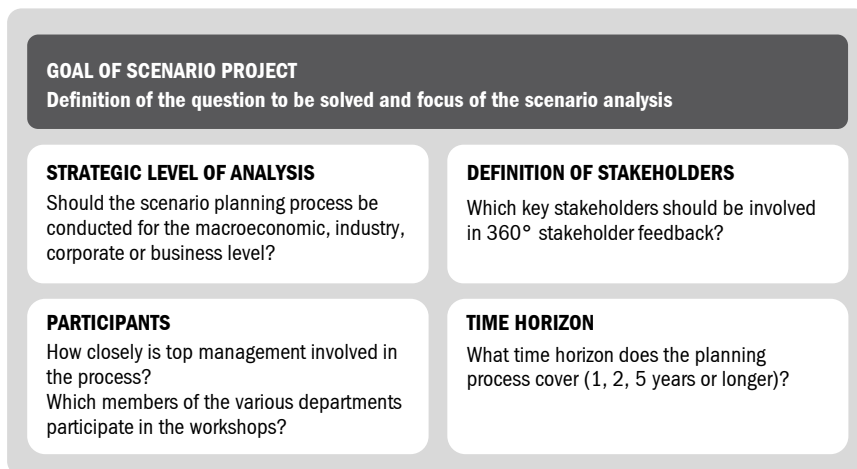 GOAL OF SCENARIO PROJECT
Definition of the question to be solved and focus of the scenario analysis
STRATEGIC LEVEL OF ANALYSIS
Should the scenario planning process be
conducted for the macroeconomic, industry,
corporate or business level?
DEFINITION OF STAKEHOLDERS
Which key stakeholders should be involved
in 360° stakeholder feedback?
PARTICIPANTS
How closely is top management involved in
the process?
Which members of the various departments
participate in the workshops?
TIME HORIZON
What time horizon does the planning
process cover (1, 2, 5 years or longer)?